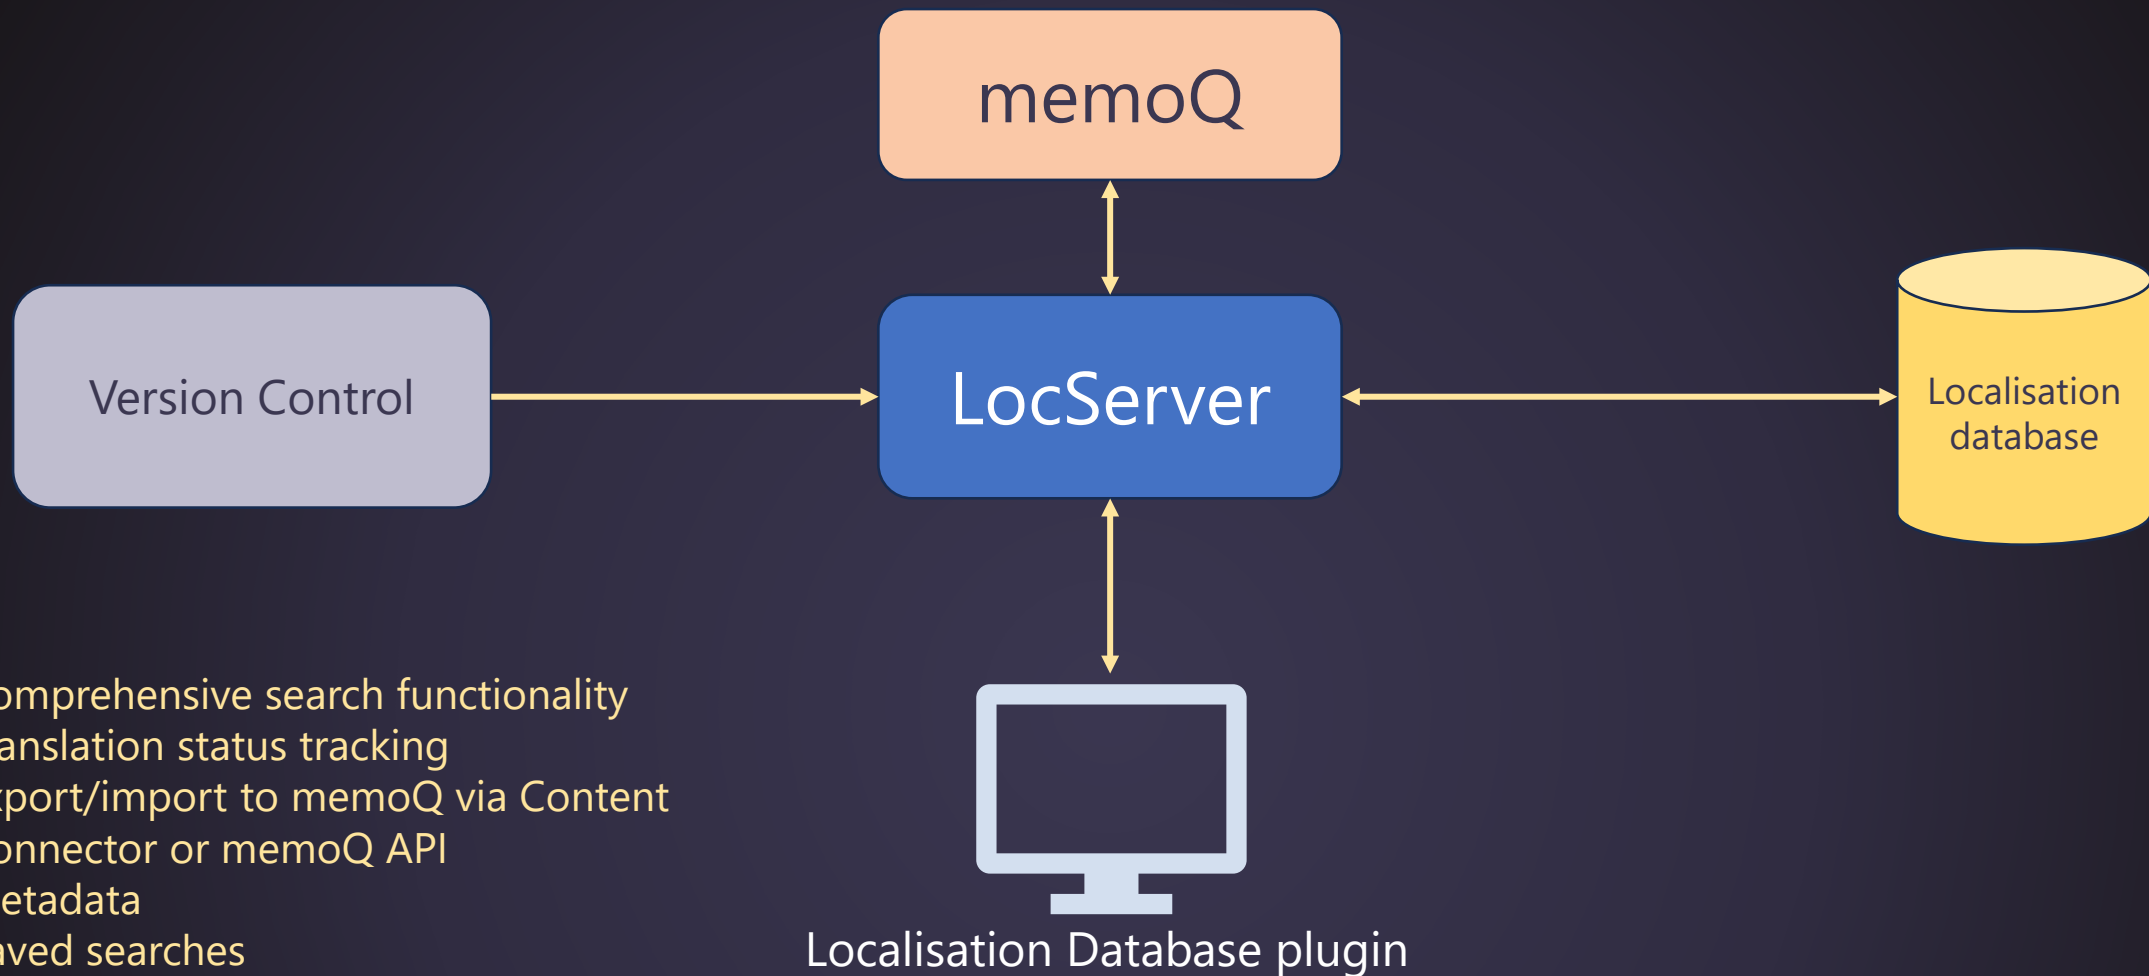 memoQ
Version Control
LocServer
Localisation
database
omprehensive search functionality
anslation status tracking
port/import to memoQ via Content
onnector or memoQ API
etadata
ved searches
Localisation Database plugin